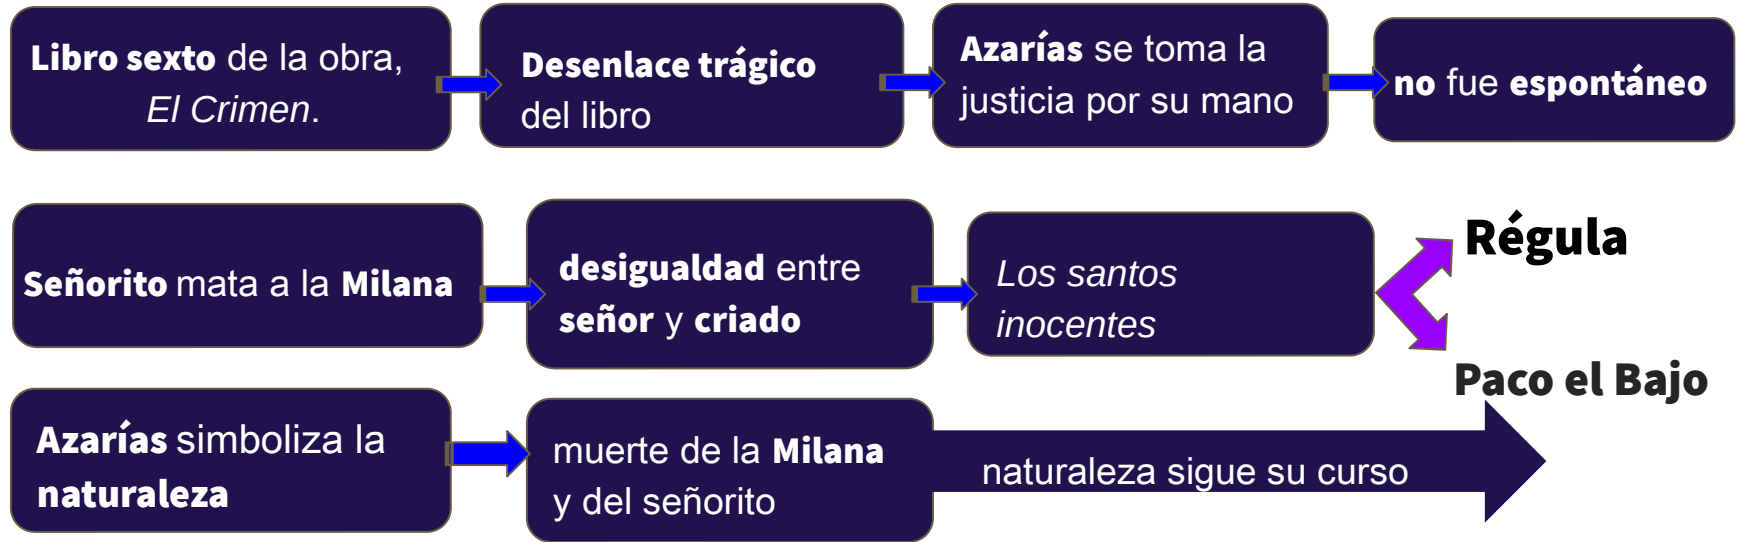 Libro sexto de la obra,
El Crimen.
Desenlace trágico
del libro
Azarías se toma la
justicia por su mano
no fue espontáneo
Señorito mata a la Milana
desigualdad entre
señor y criado
Los santos
inocentes
Régula
Paco el Bajo
Azarías simboliza la
naturaleza
muerte de la Milana
y del señorito
naturaleza sigue su curso